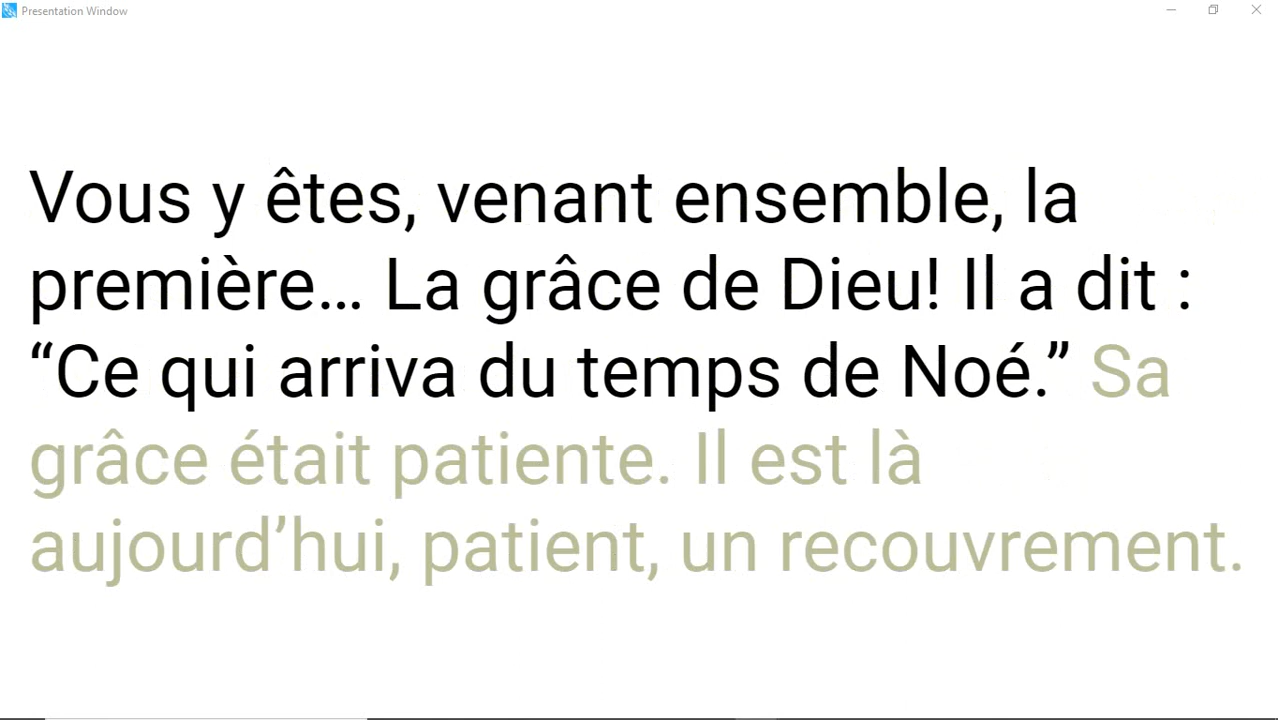 Presentation Window
Vous y êtes, venant ensemble, la
première… La grâce de Dieu! Il a dit :
“Ce qui arriva du temps de Noé.” Sa
grâce était patiente. Il est là
aujourd’hui, patient, un recouvrement.